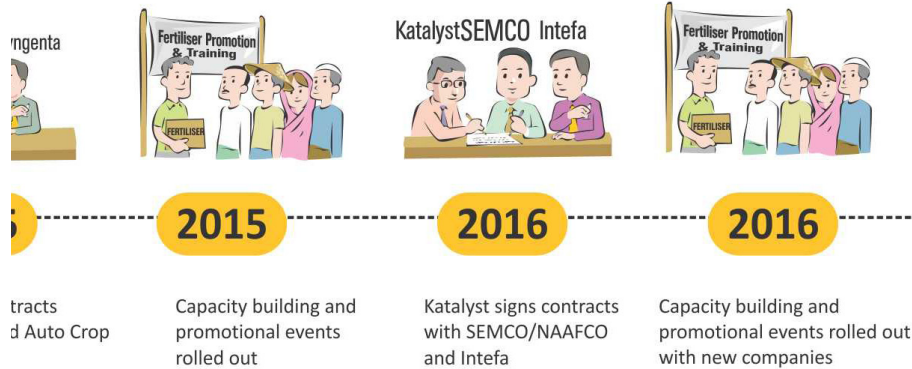 Fertiliser Promotion
& Training
FERTILISER
KatalystSEMCO Intefa
Fertiliser Promotion
& Training
FERTILISER
2015
2016
2016
d Auto Crop
Capacity building and
promotional events
rolled out
Katalyst signs contracts
with SEMCO/NAAFCO
and Intefa
Capacity building and
promotional events rolled out
with new companies